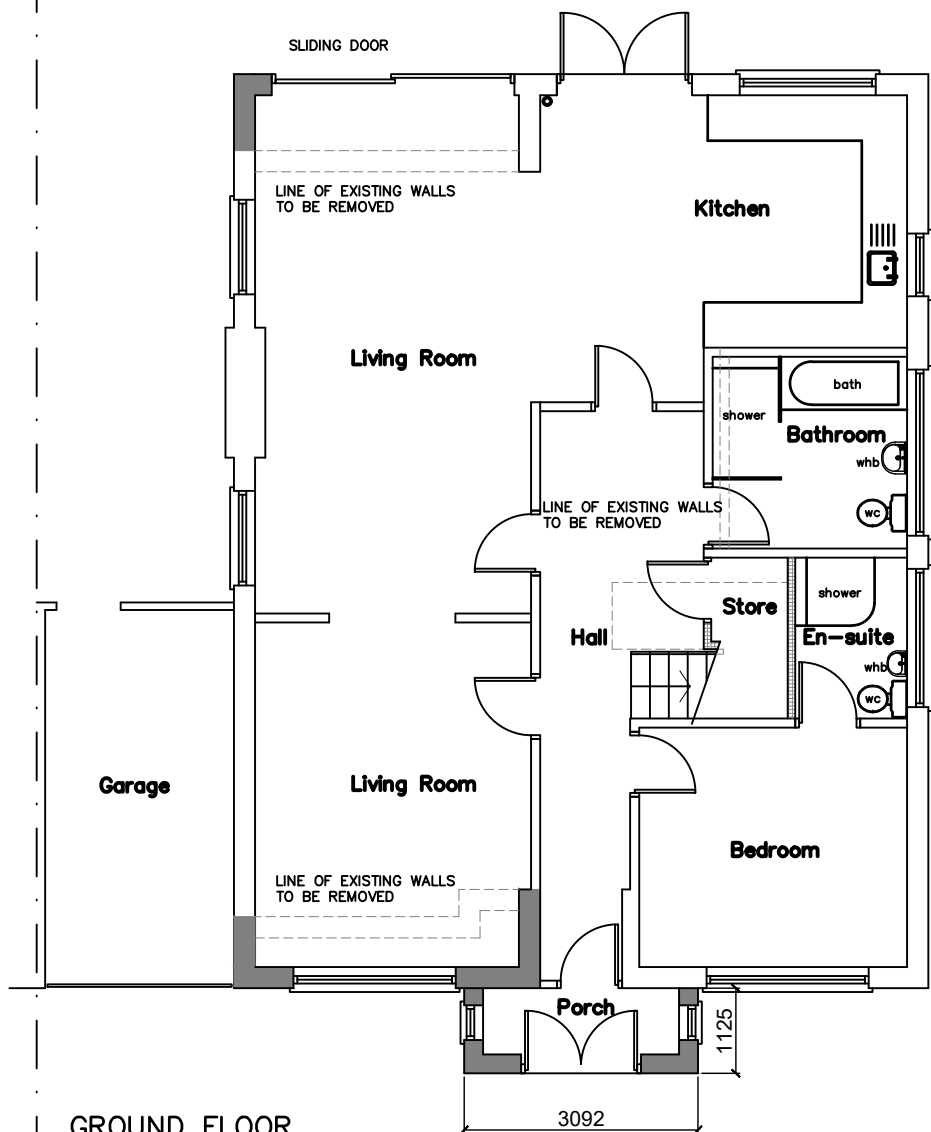 SLIDING DOOR
LINE OF EXISTING WALLS
TO BE REMOVED
Kitchen
Living Room
bath
shower
Bathroom
whb
LINE OF EXISTING WALLS
TO BE REMOVED
wc
shower
Store
Hall
En-suite
whb
wc
Garage
Living Room
Bedroom
LINE OF EXISTING WALLS
TO BE REMOVED
Porch
1125
3092
GROUND FLOOR